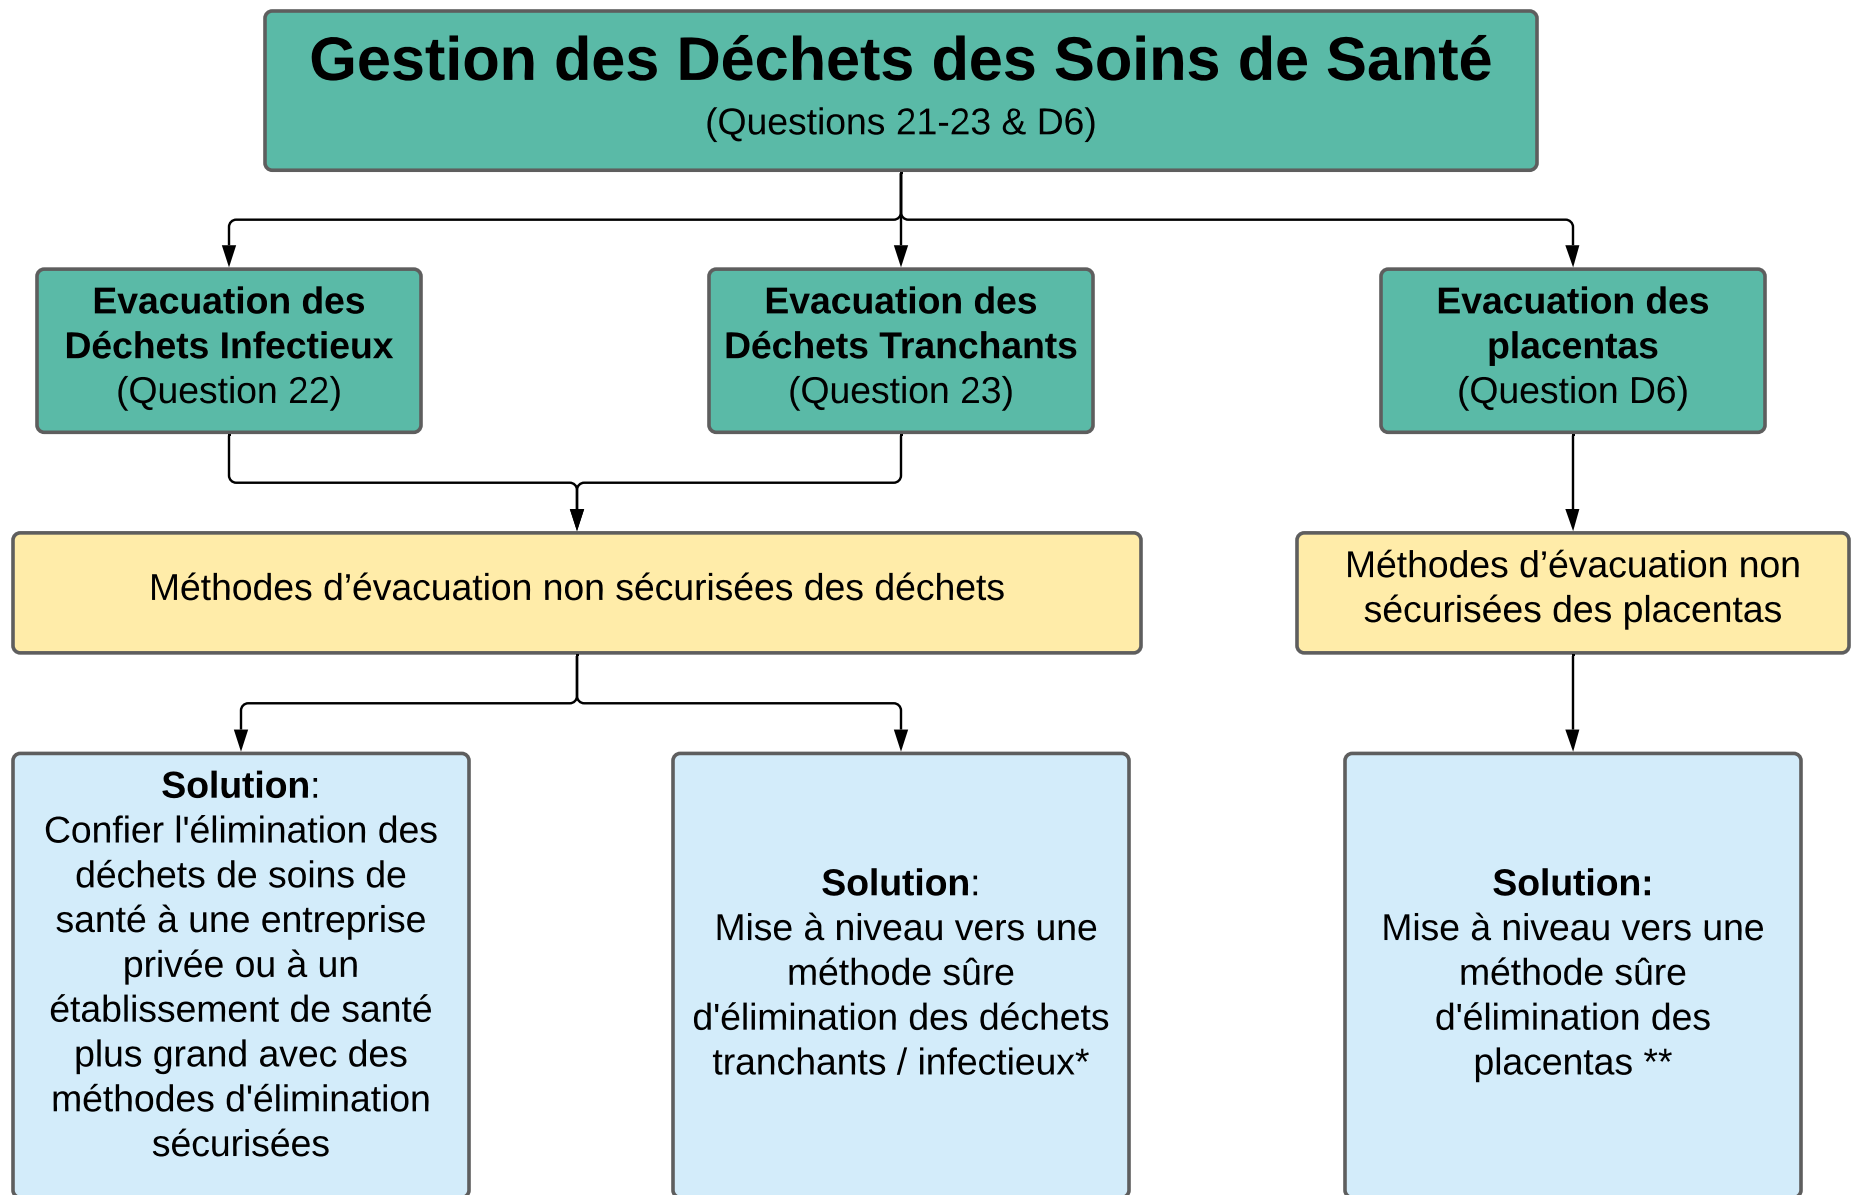 Gestion des Déchets des Soins de Santé
(Questions 21-23 & D6)
Evacuation des
Déchets Infectieux
(Question 22)
Evacuation des
Déchets Tranchants
(Question 23)
Evacuation des
placentas
(Question D6)
Méthodes d’évacuation non sécurisées des déchets
Méthodes d’évacuation non
sécurisées des placentas
Solution:
Confier l'élimination des
déchets de soins de
santé à une entreprise
privée ou à un
établissement de santé
plus grand avec des
méthodes d'élimination
sécurisées
Solution:
Mise à niveau vers une
méthode sûre
d'élimination des déchets
tranchants / infectieux*
Solution:
Mise à niveau vers une
méthode sûre
d'élimination des
placentas **